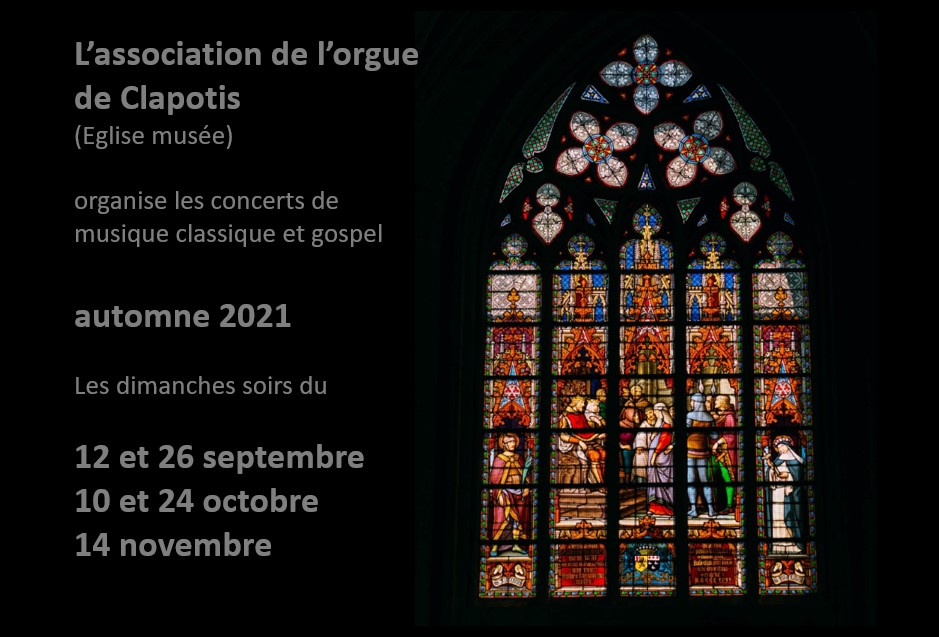 L’association de l’orgue
de Clapotis
(Eglise musée)
organise les concerts de
musique classique et gospel
automne 2021
Les dimanches soirs du
12 et 26 septembre
10 et 24 octobre
14 novembre